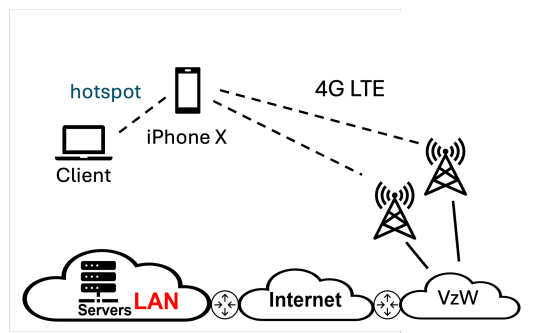 4G LTE
hotspot
iPhone X
Client
Servers LAN
Internet
VzW